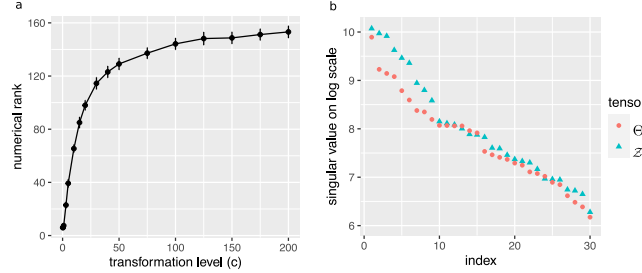 a
160
120
80
40
0
numerical rank
0
50
100
150
200
transformation level (c)
b
10
9
8
7
6
singular value on log scale
0
10
20
30
index
tenso
Θ
𝒵